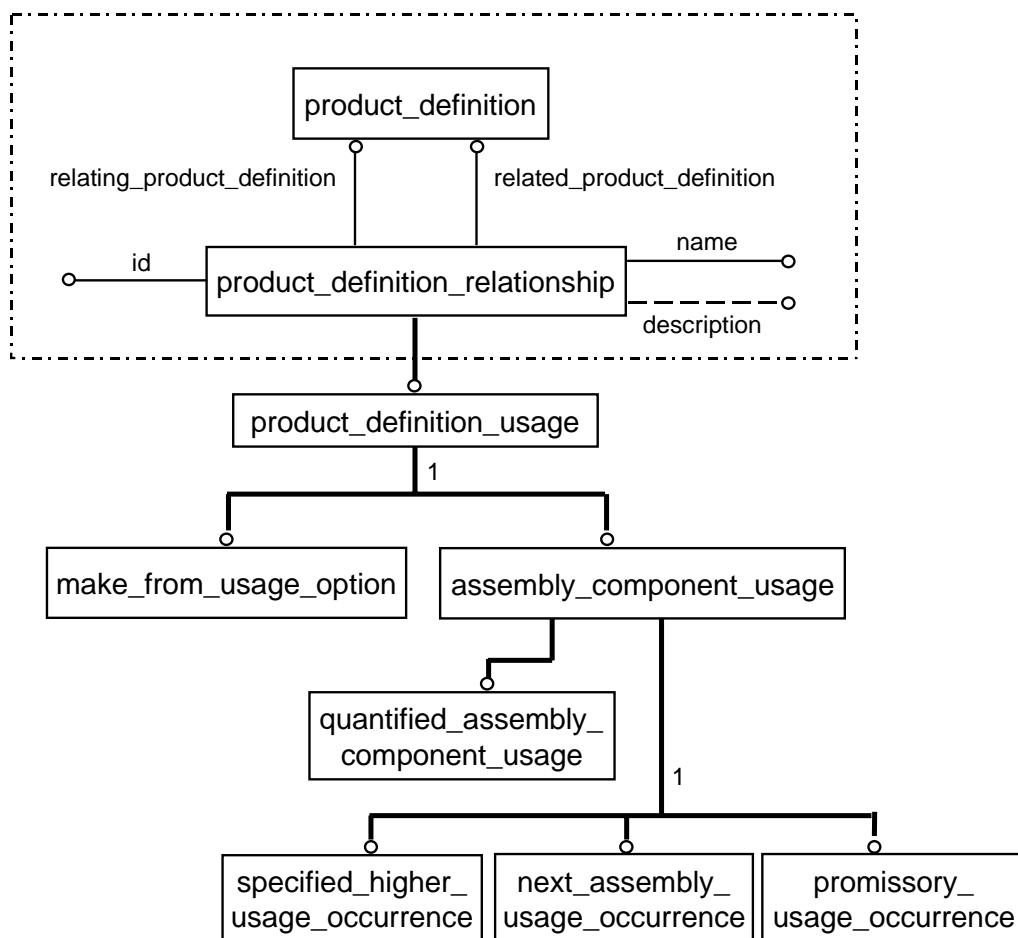 product_definition
relating_product_definition
related_product_definition
id
product_definition_relationship
name
description
product_definition_usage
1
make_from_usage_option
assembly_component_usage
quantified_assembly_
component_usage
1
specified_higher_
usage_occurrence
next_assembly_
usage_occurrence
promissory_
usage_occurrence